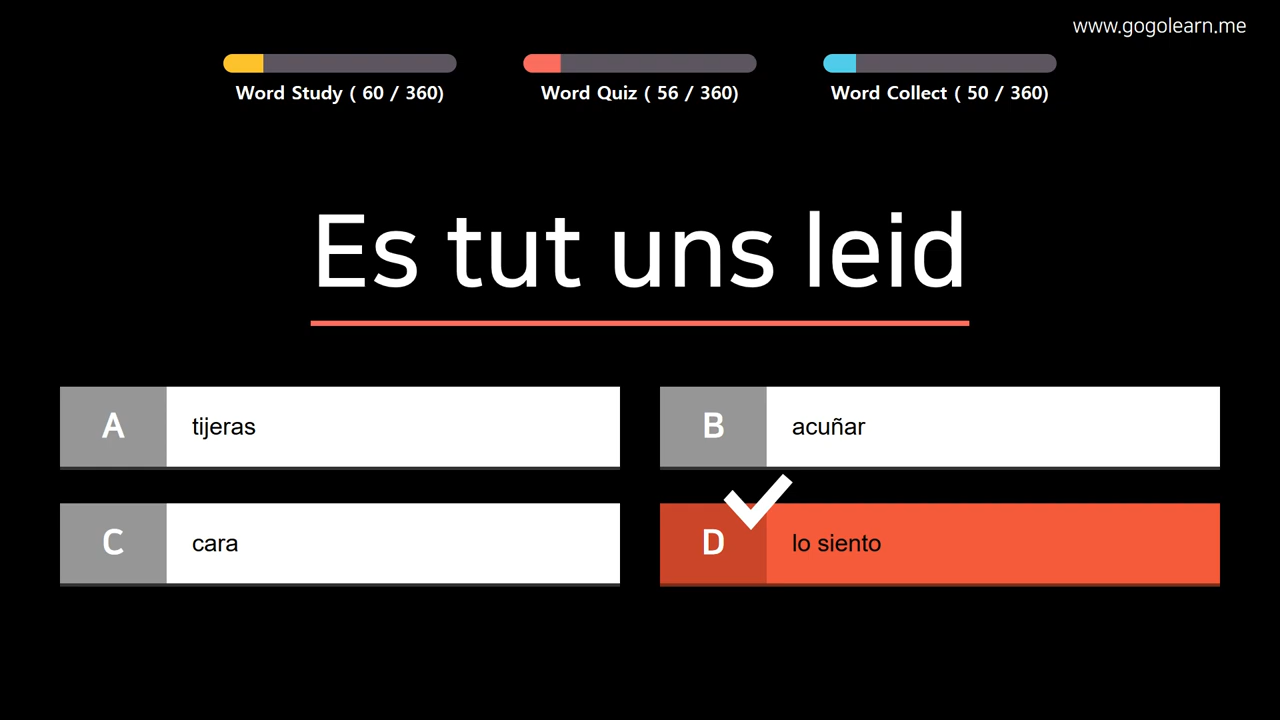 www.gogolearn.me
Word Study ( 60 / 360)
Word Quiz ( 56 / 360)
Word Collect ( 50 / 360)
Es tut uns leid
A tijeras
B acuñar
C cara
D lo siento